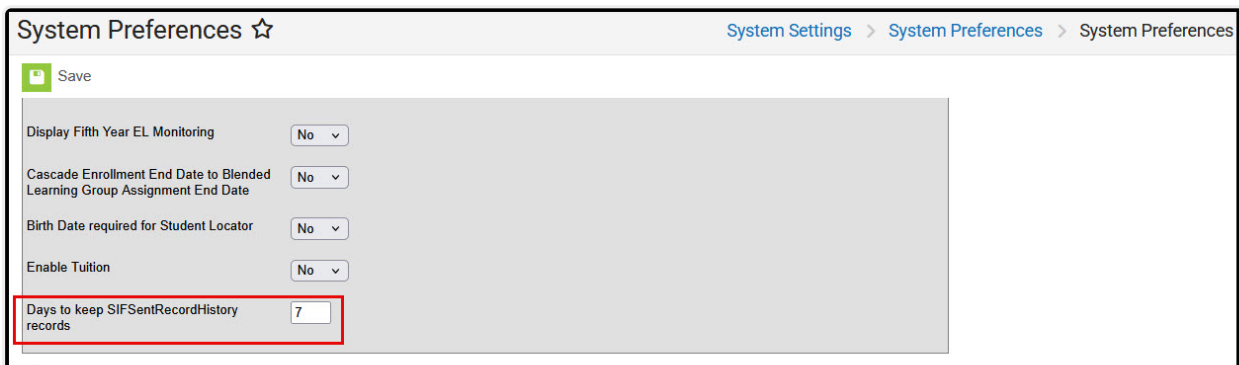 System Preferences
System Settings > System Preferences > System Preferences
Save
Display Fifth Year EL Monitoring No
Cascade Enrollment End Date to Blended
Learning Group Assignment End Date No
Birth Date required for Student Locator No
Enable Tuition No
Days to keep SIFSentRecordHistory
records 7